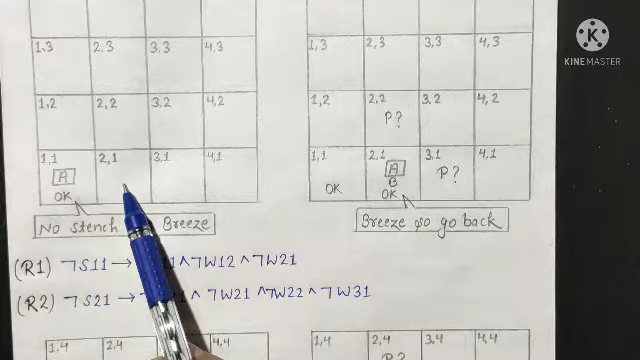 KINEMASTER
1,3 2,3 3,3 4,3
1,2 2,2 3,2 4,2
1,1 2,1 3,1 4,1
A
OK
No stench Breeze
1,3 2,3 3,3 4,3
1,2 2,2 3,2 4,2
P?
1,1 2,1 3,1 4,1
OK A P?
B
OK
Breeze so go back
(R1) ¬S11 → 11 ∧ ¬W12 ∧ ¬W21
(R2) ¬S21 → 1 ∧ ¬W21 ∧ ¬W22 ∧ ¬W31
1,4 2,4 4,4
1,4 2,4 3,4 4,4
P?